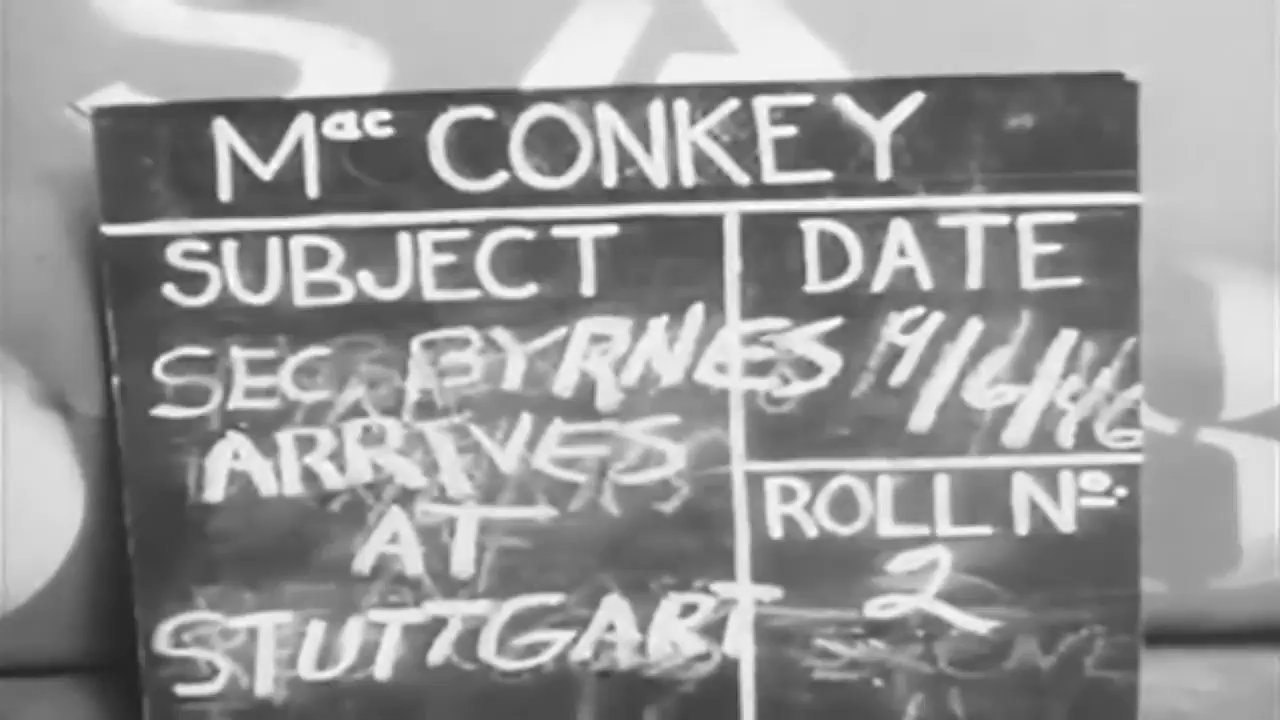 Mac CONKEY
SUBJECT
SEC. BYRNES
ARRIVES
AT
STUTTGART
DATE
9/6/46
ROLL No.
2